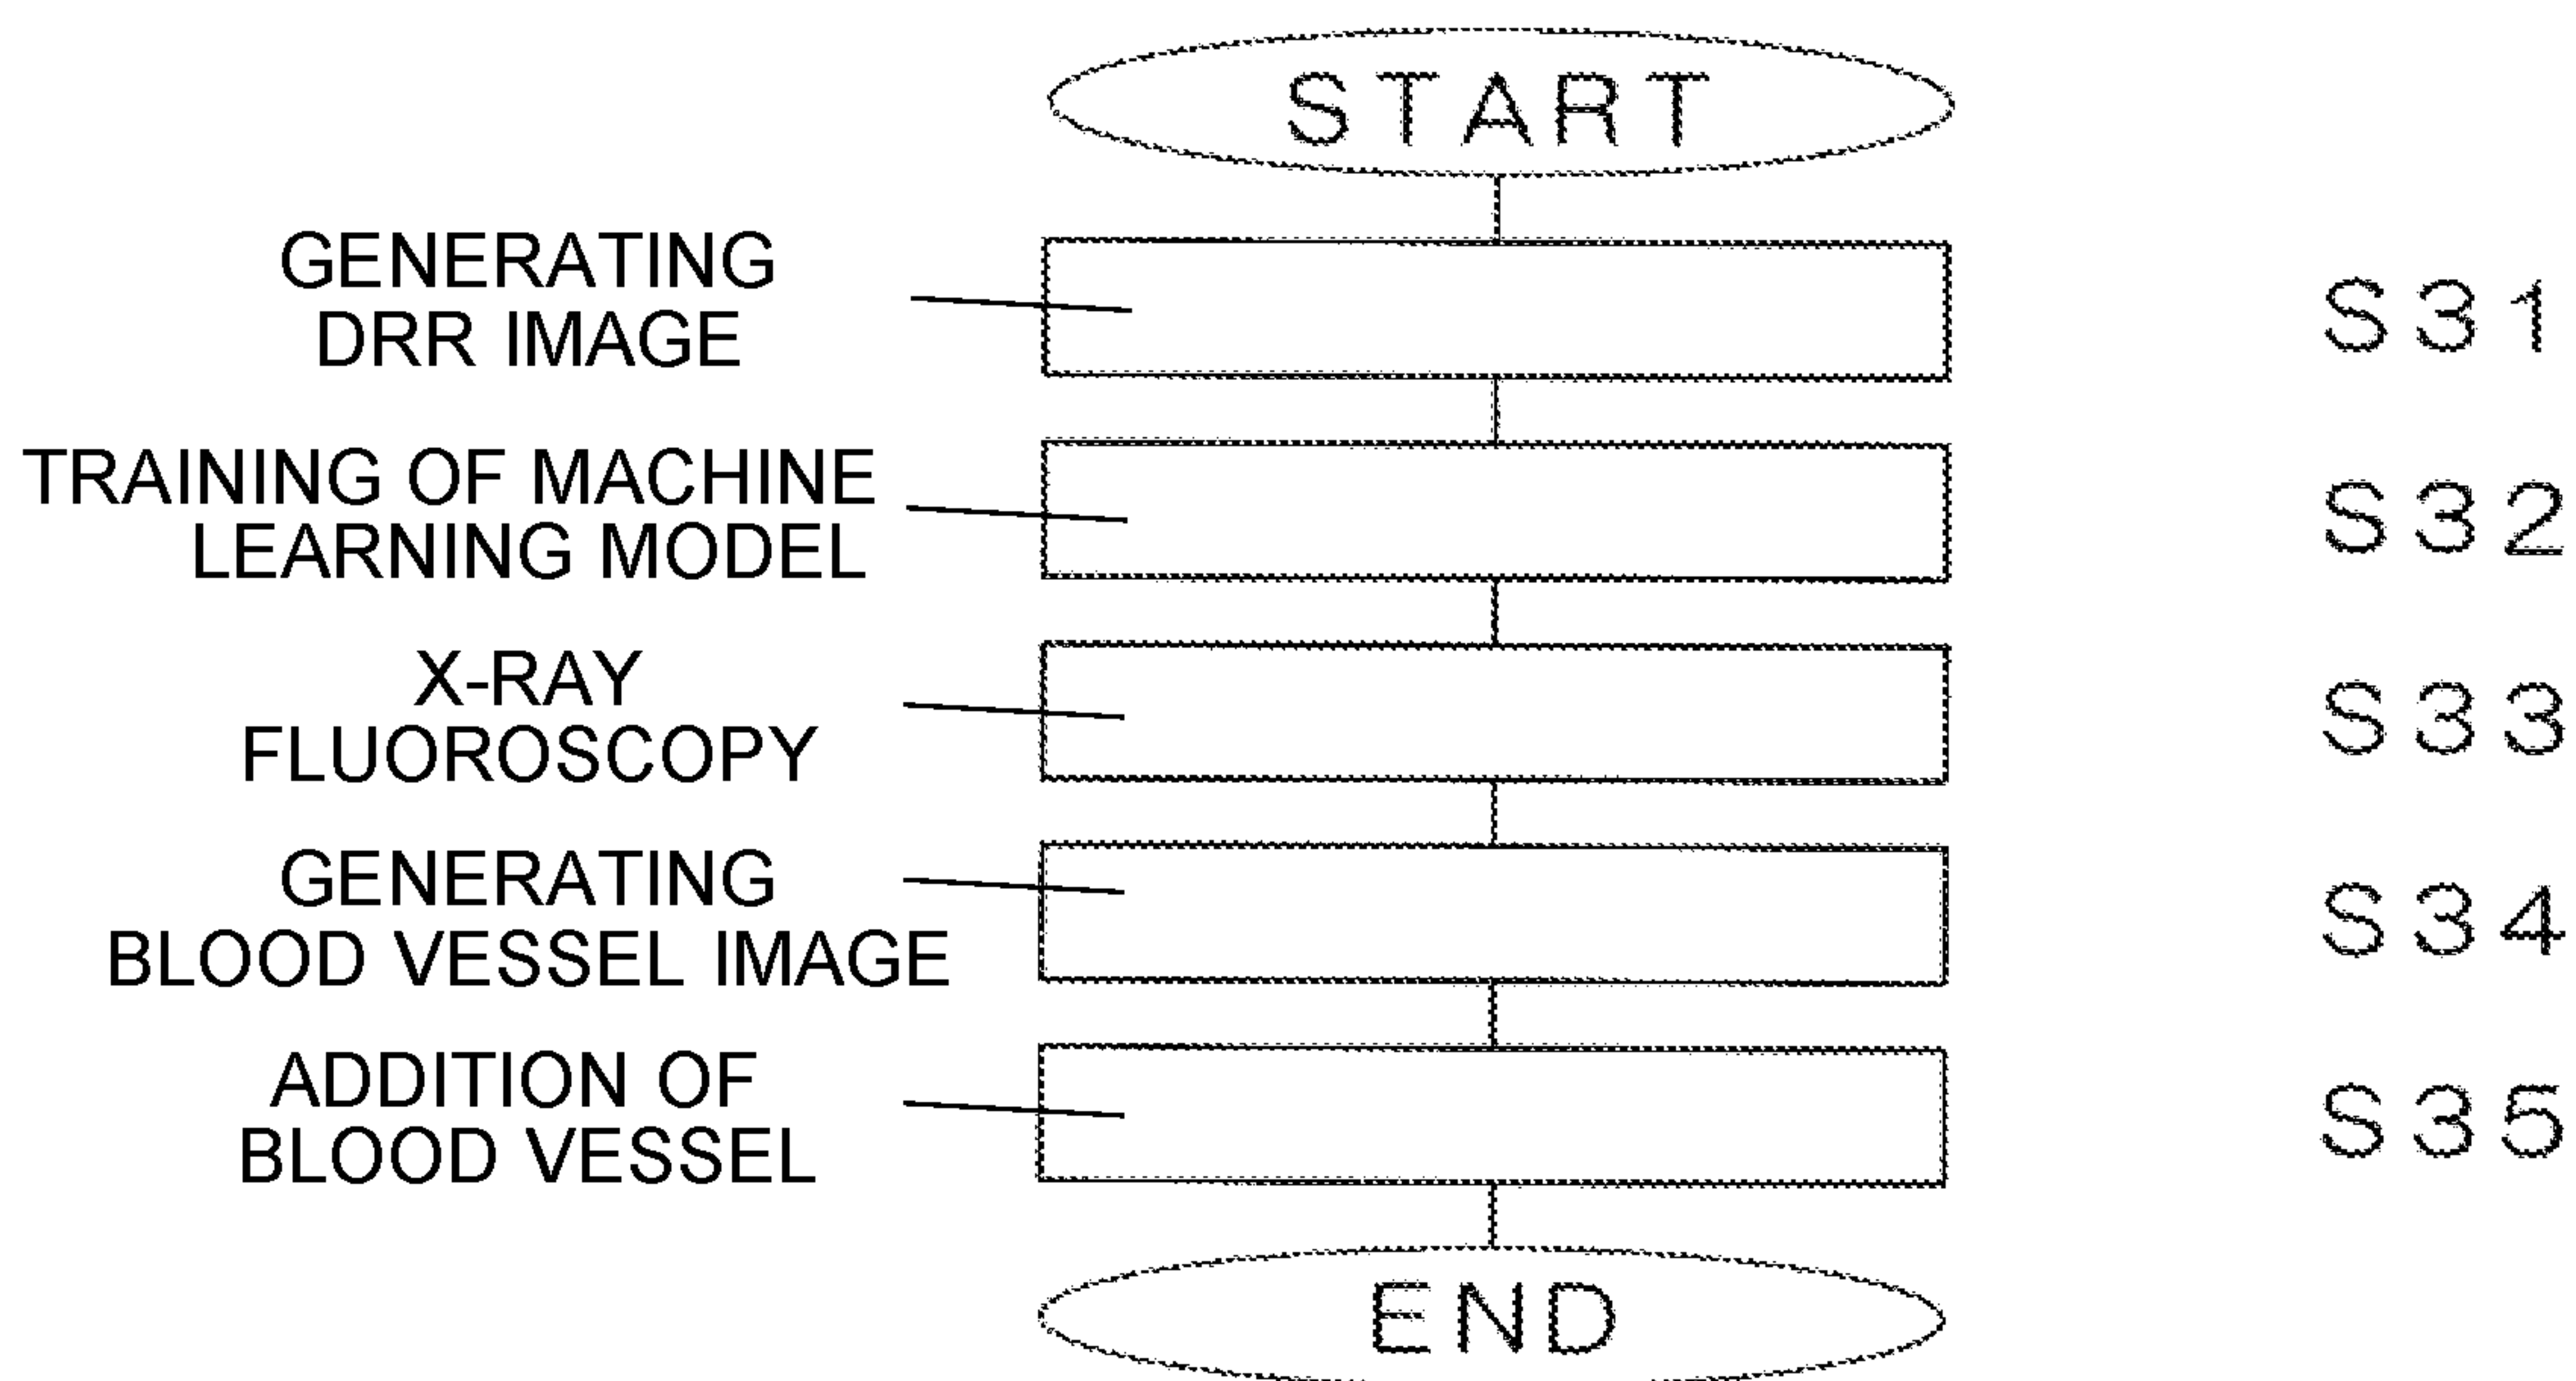 START
GENERATING
DRR IMAGE
S31
TRAINING OF MACHINE
LEARNING MODEL
S32
X-RAY
FLUOROSCOPY
S33
GENERATING
BLOOD VESSEL IMAGE
S34
ADDITION OF
BLOOD VESSEL
S35
END